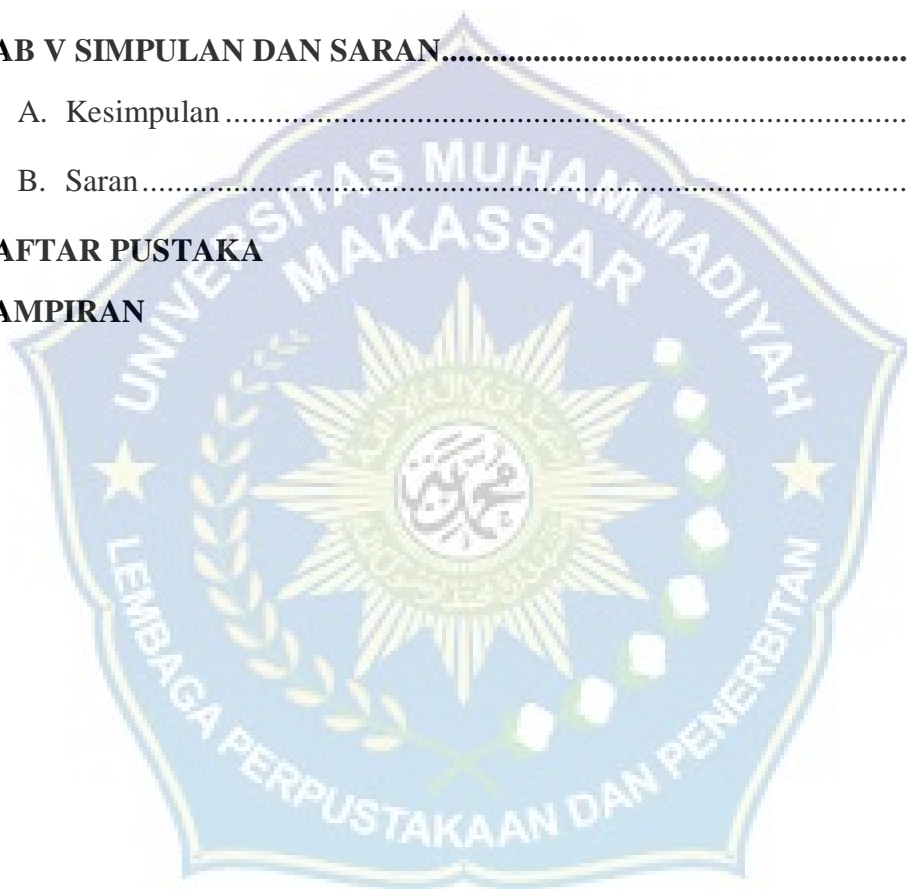 AB V SIMPULAN DAN SARAN................................................................
A. Kesimpulan................................................................................
B. Saran............................................................................................
AFTAR PUSTAKA
AMPIRAN
UNIVERSITAS MUHAMMADIYAH
MAKASSAR
LEMBAGA PERPUSTAKAAN DAN PENERBITAN